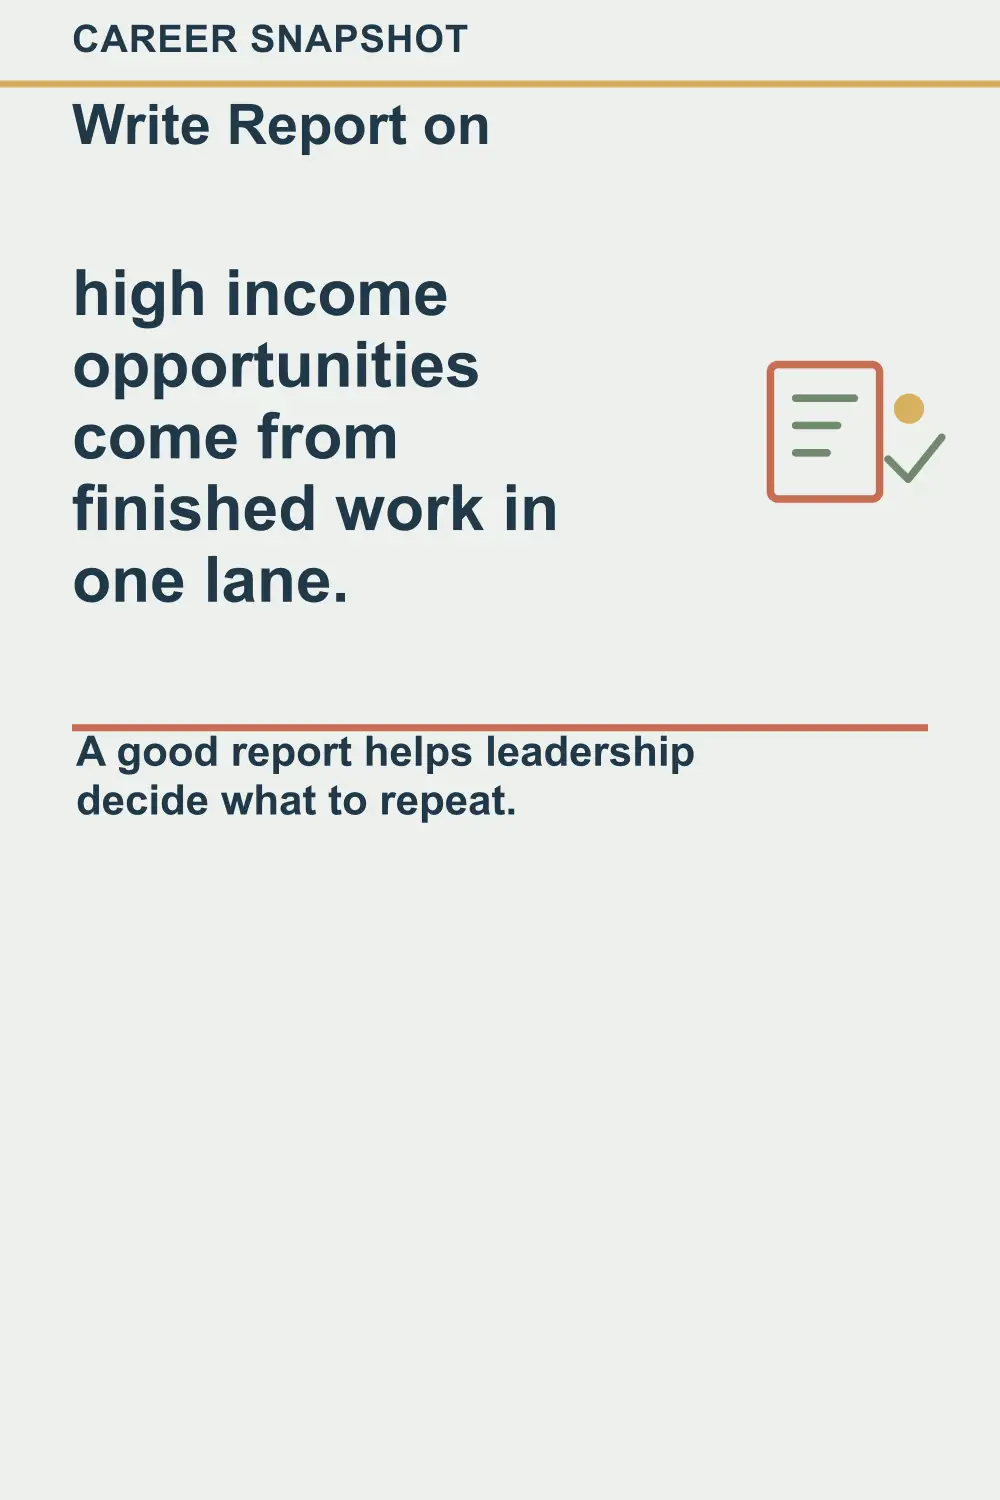 CAREER SNAPSHOT
Write Report on
high income
opportunities
come from
finished work in
one lane.
A good report helps leadership
decide what to repeat.